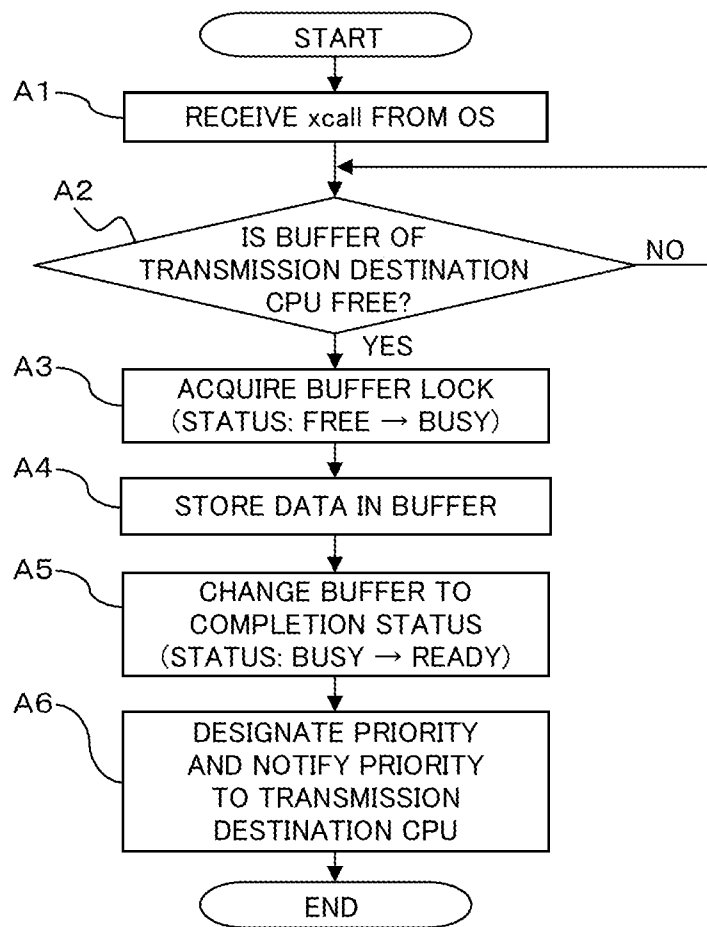 START
A1
RECEIVE xcall FROM OS
A2
IS BUFFER OF
TRANSMISSION DESTINATION
CPU FREE?
NO
YES
A3
ACQUIRE BUFFER LOCK
(STATUS: FREE → BUSY)
A4
STORE DATA IN BUFFER
A5
CHANGE BUFFER TO
COMPLETION STATUS
(STATUS: BUSY → READY)
A6
DESIGNATE PRIORITY
AND NOTIFY PRIORITY
TO TRANSMISSION
DESTINATION CPU
END